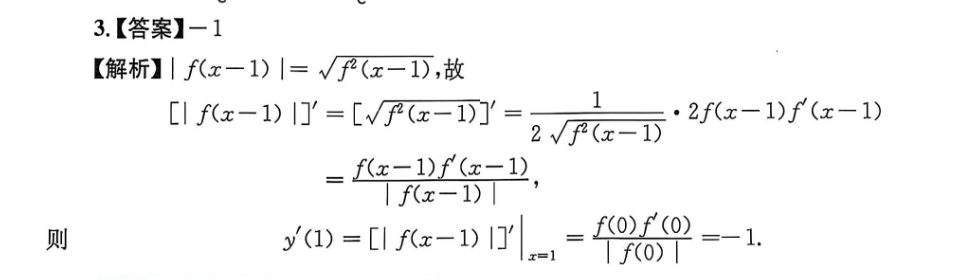 3.【答案】－1
【解析】| f(x－1) |＝ √f²(x－1),故
[| f(x－1) |]′＝[√f²(x－1)]′＝ 1/(2 √f²(x－1)) · 2f(x－1)f′(x－1)
＝ f(x－1)f′(x－1)/| f(x－1) |,
则 y′(1)＝[| f(x－1) |]′|ₓ₌₁ ＝ f(0)f′(0)/| f(0) | ＝－1.